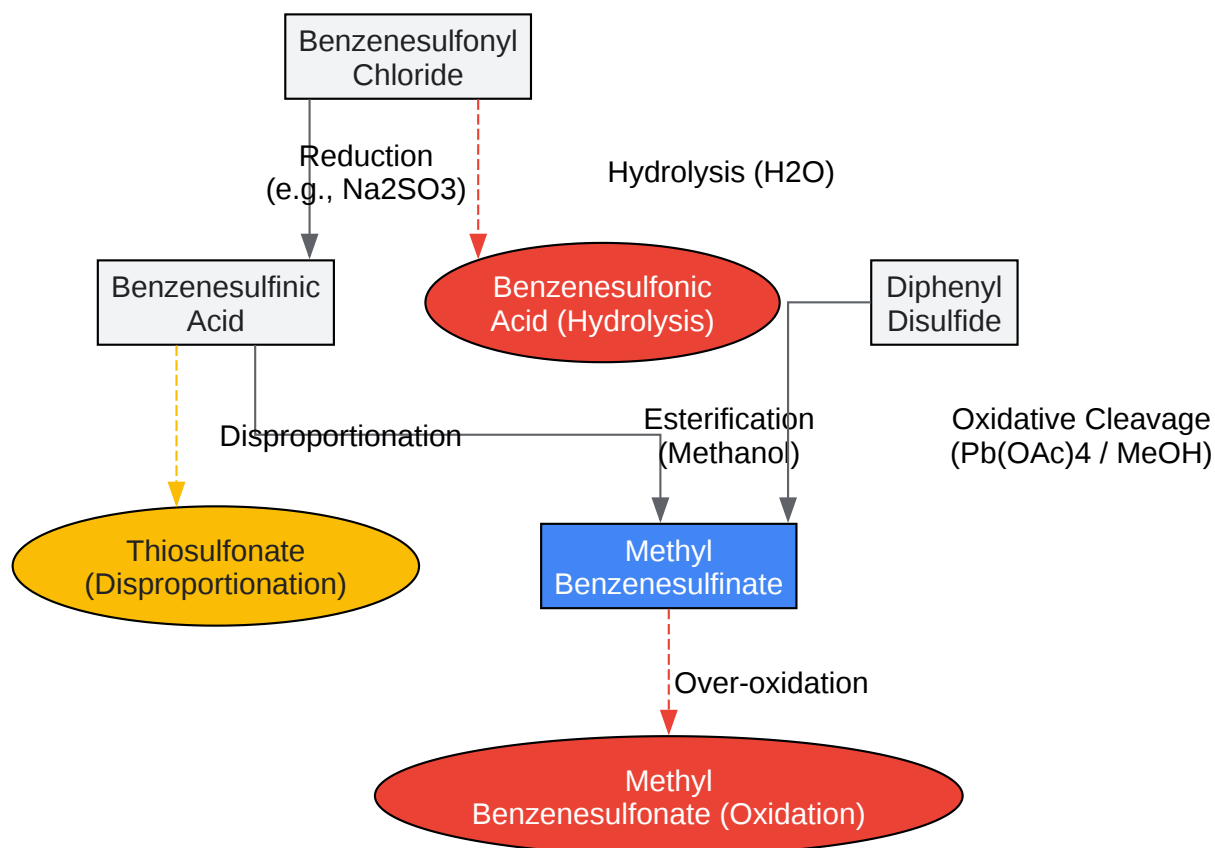 Benzenesulfonyl
Chloride
Reduction
(e.g., Na2SO3)
Hydrolysis (H2O)
Benzenesulfinic
Acid
Benzenesulfonic
Acid (Hydrolysis)
Diphenyl
Disulfide
Disproportionation
Esterification
(Methanol)
Oxidative Cleavage
(Pb(OAc)4 / MeOH)
Thiosulfonate
(Disproportionation)
Methyl
Benzenesulfinate
Over-oxidation
Methyl
Benzenesulfonate (Oxidation)